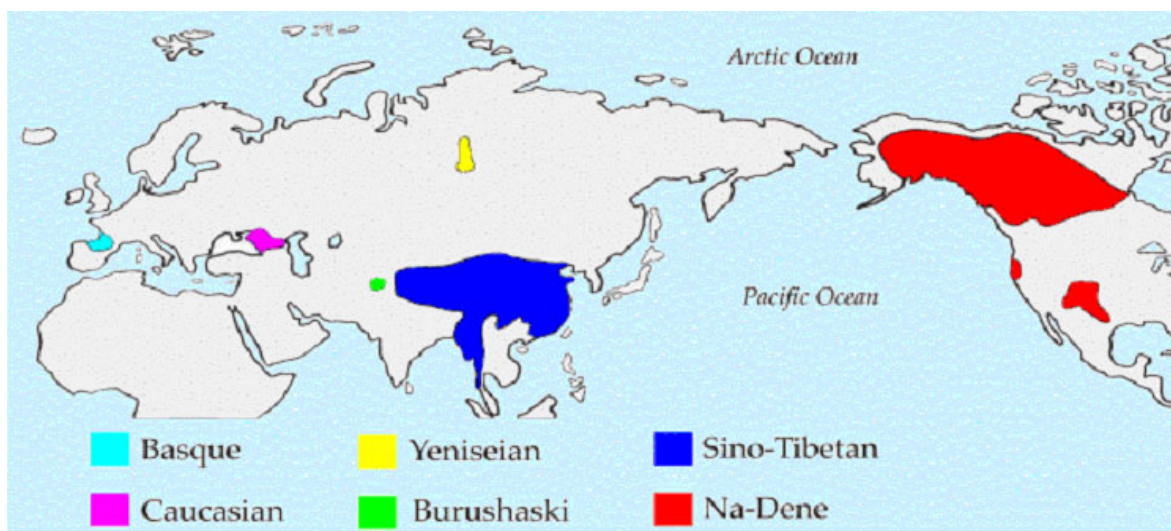 Arctic Ocean
Pacific Ocean
Basque
Yeniseian
Sino-Tibetan
Caucasian
Burushaski
Na-Dene